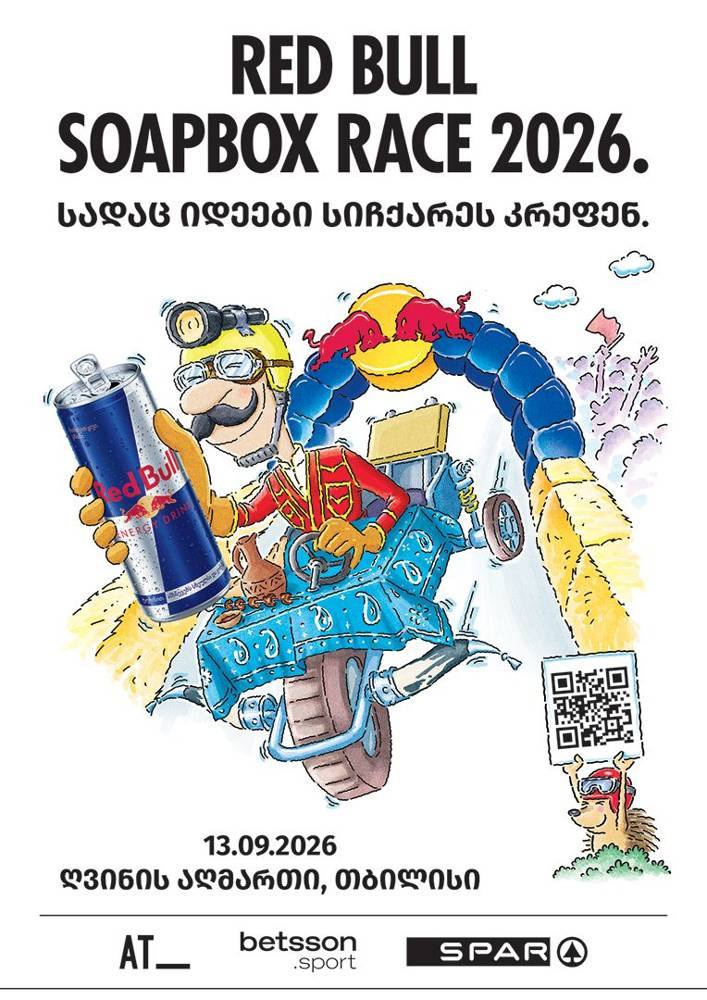 RED BULL
SOAPBOX RACE 2026.
ᲡᲐᲓᲐᲪ ᲘᲓᲔᲔᲑᲘ ᲡᲘᲩᲥᲐᲠᲔᲡ ᲙᲠᲔᲤᲔᲜ.
Red Bull
ENERGY DRINK
13.09.2026
ᲦᲕᲘᲜᲘᲡ ᲐᲦᲛᲐᲠᲗᲘ, ᲗᲑᲘᲚᲘᲡᲘ
AT_
betsson
.sport
SPAR